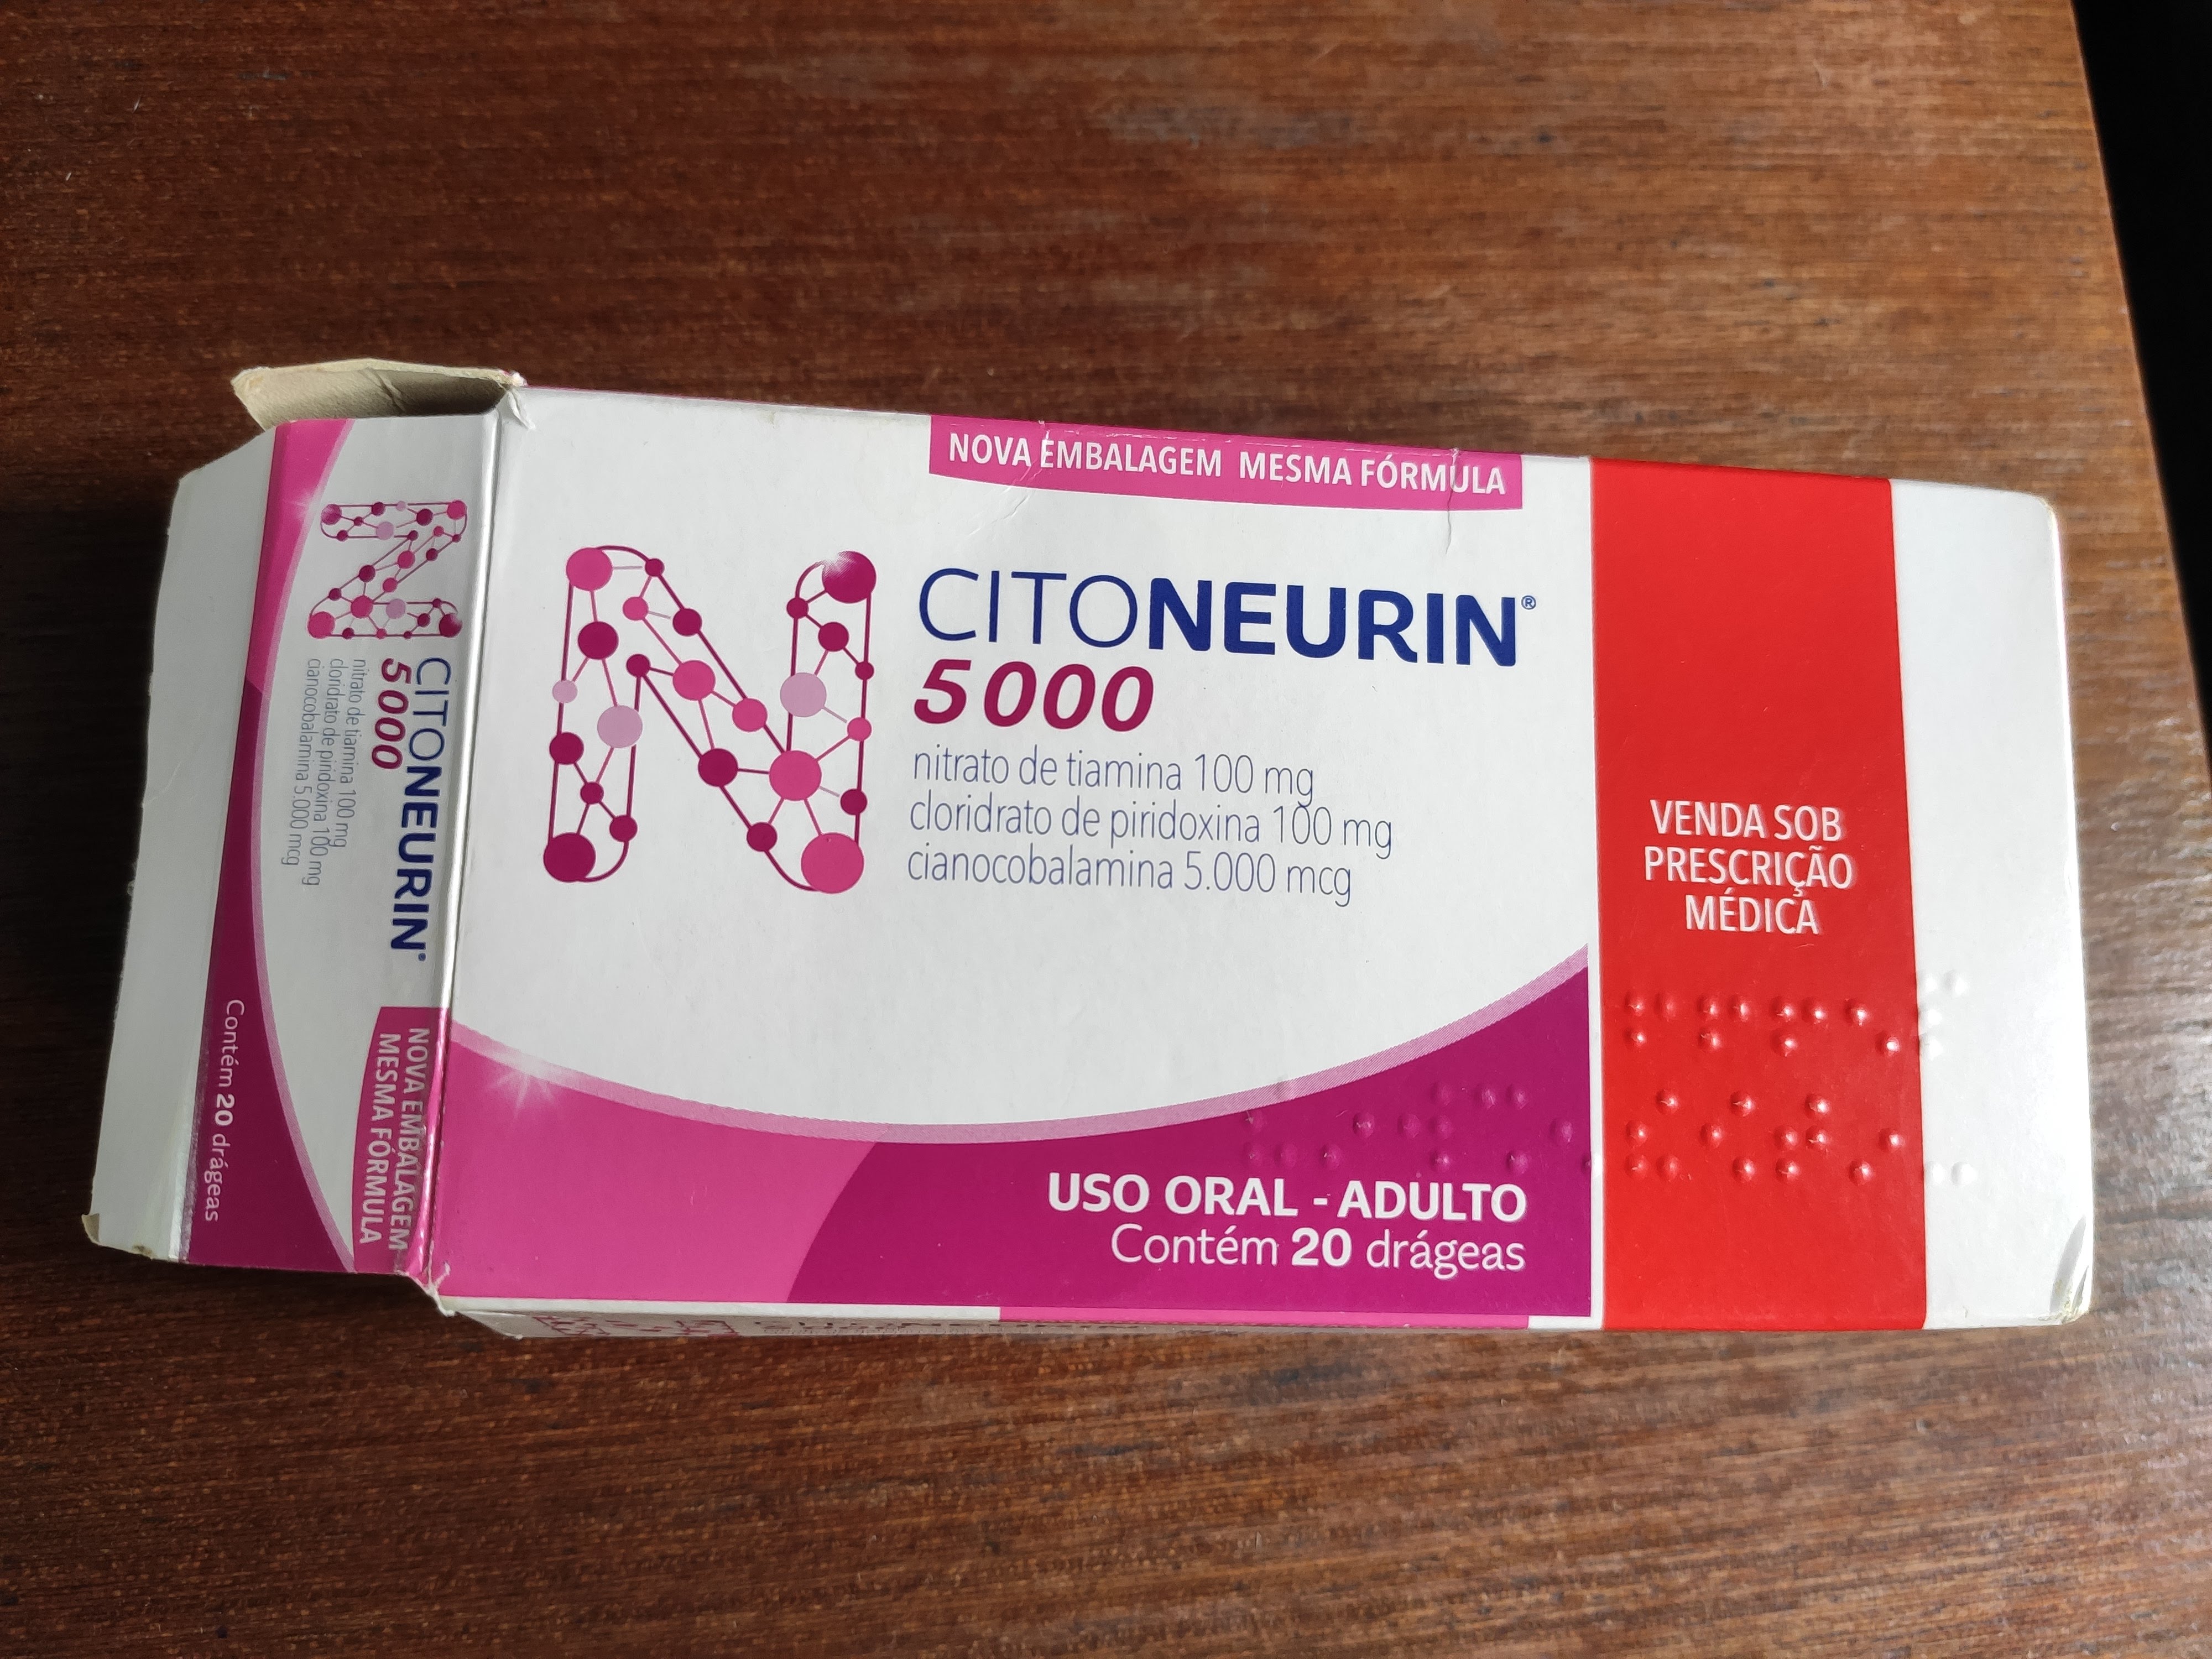 NOVA EMBALAGEM MESMA FÓRMULA
CITONEURIN®
5000
nitrato de tiamina 100 mg
cloridrato de piridoxina 100 mg
cianocobalamina 5.000 mcg
USO ORAL - ADULTO
Contém 20 drágeas
VENDA SOB
PRESCRIÇÃO
MÉDICA
CITONEURIN®
5000
nitrato de tiamina 100 mg
cloridrato de piridoxina 100 mg
cianocobalamina 5.000 mcg
NOVA EMBALAGEM
MESMA FÓRMULA
Contém 20 drágeas